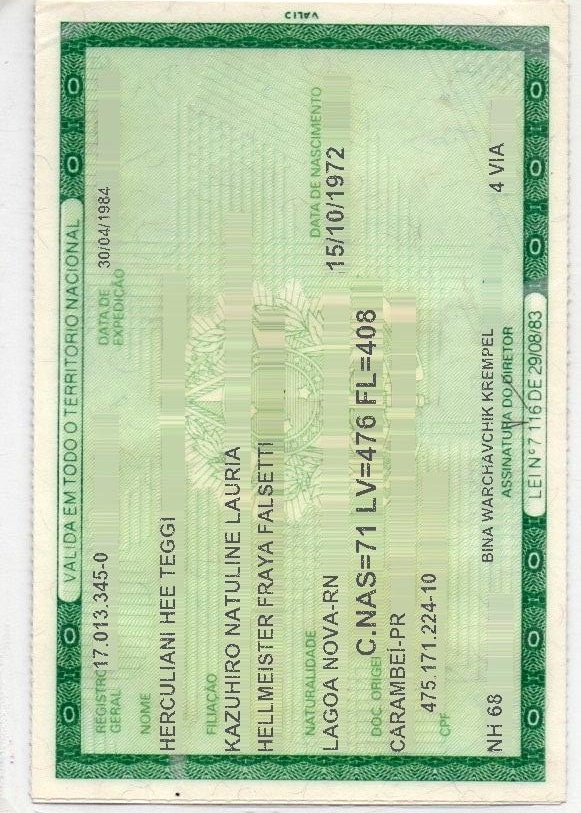 VALIDA EM TODO O TERRITÓRIO NACIONAL
REGISTRO GERAL 17.013.345-0 DATA DE EXPEDIÇÃO 30/04/1984
NOME
HERCULIANI HEE TEGGI
FILIAÇÃO
KAZUHIRO NATULINE LAURIA
HELLMEISTER FRAYA FALSETTI
NATURALIDADE DATA DE NASCIMENTO
LAGOA NOVA-RN 15/10/1972
DOC. ORIGEM C.NAS=71 LV=476 FL=408
CARAMBEÍ-PR
475.171.224-10
CPF
BINA WARCHAVCHIK KREMPEL
NH 68 4 VIA
ASSINATURA DO DIRETOR
LEI Nº 7.116 DE 29/08/83